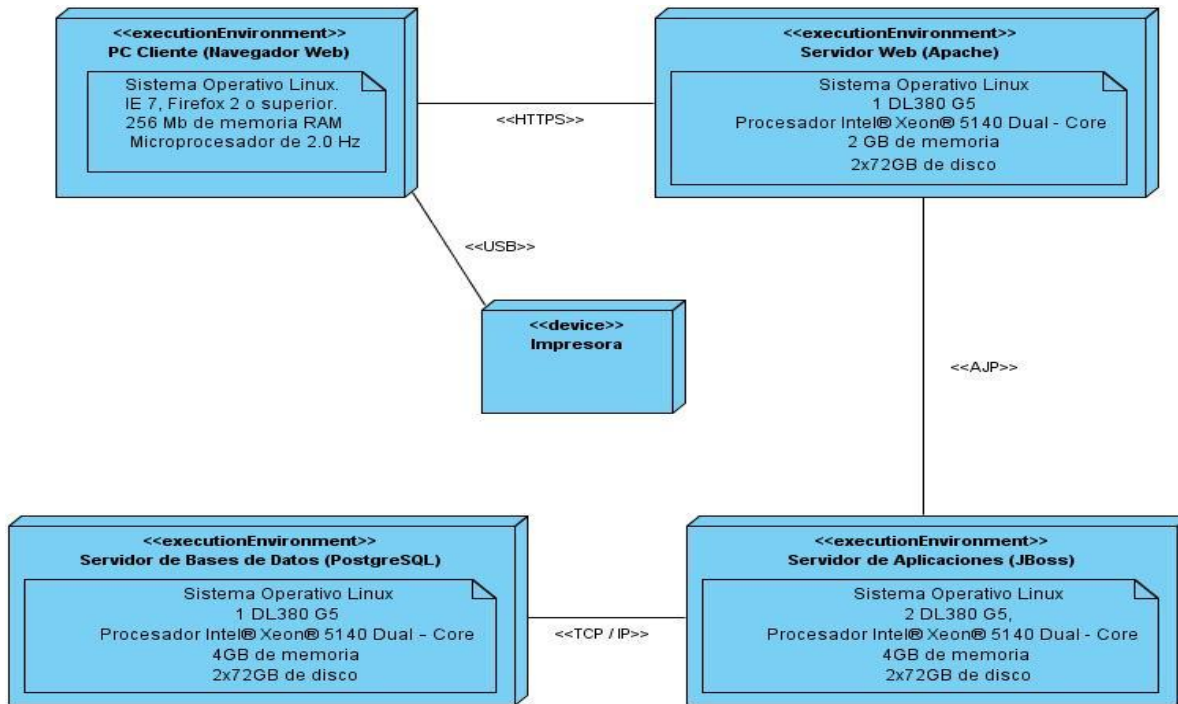 <<executionEnvironment>>
PC Cliente (Navegador Web)
Sistema Operativo Linux.
IE 7, Firefox 2 o superior.
256 Mb de memoria RAM
Microprocesador de 2.0 Hz
<<HTTPS>>
<<executionEnvironment>>
Servidor Web (Apache)
Sistema Operativo Linux
1 DL380 G5
Procesador Intel® Xeon® 5140 Dual - Core
2 GB de memoria
2x72GB de disco
<<USB>>
<<device>>
Impresora
<<AJP>>
<<executionEnvironment>>
Servidor de Bases de Datos (PostgreSQL)
Sistema Operativo Linux
1 DL380 G5
Procesador Intel® Xeon® 5140 Dual – Core
4GB de memoria
2x72GB de disco
<<TCP / IP>>
<<executionEnvironment>>
Servidor de Aplicaciones (JBoss)
Sistema Operativo Linux
2 DL380 G5,
Procesador Intel® Xeon® 5140 Dual - Core
4GB de memoria
2x72GB de disco